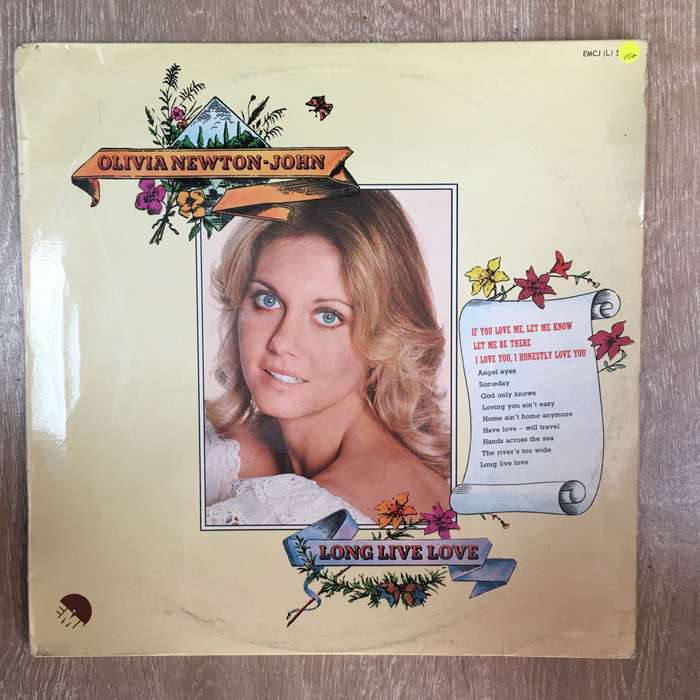 EMCJ (L)
OLIVIA NEWTON-JOHN
IF YOU LOVE ME, LET ME KNOW
LET ME BE THERE
I LOVE YOU, I HONESTLY LOVE YOU
Angel eyes
Someday
God only knows
Loving you ain't easy
Home ain't home anymore
Have love – will travel
Hands across the sea
The river's too wide
Long live love
LONG LIVE LOVE
EMI